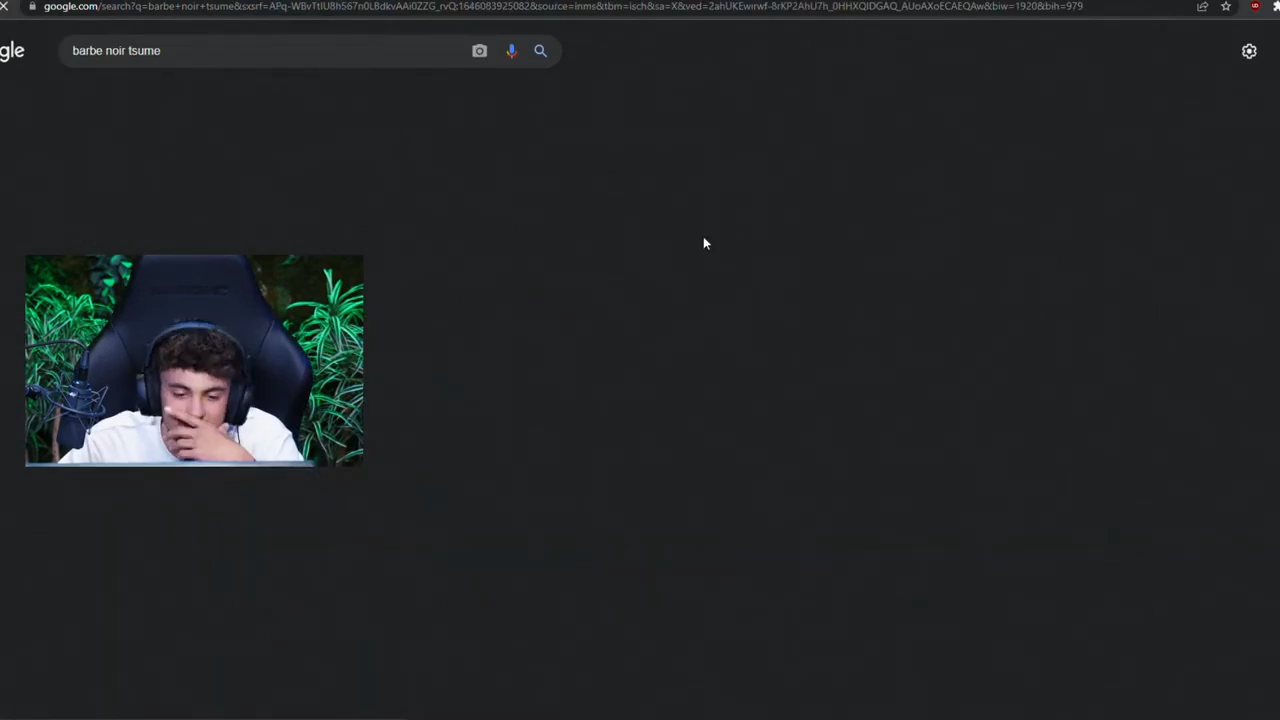 google.com/search?q=barbe+noir+tsume&sxsrf=APq-WBvTtIU8h567n0L8dkvAAi0ZZG_rvQ:1646083925082&source=lnms&tbm=isch&sa=X&ved=2ahUKEwirwf-8rKP2AhU7h_0HHXQIDGAQ_AUoAXoECAEQAw&biw=1920&bih=979
gle
barbe noir tsume